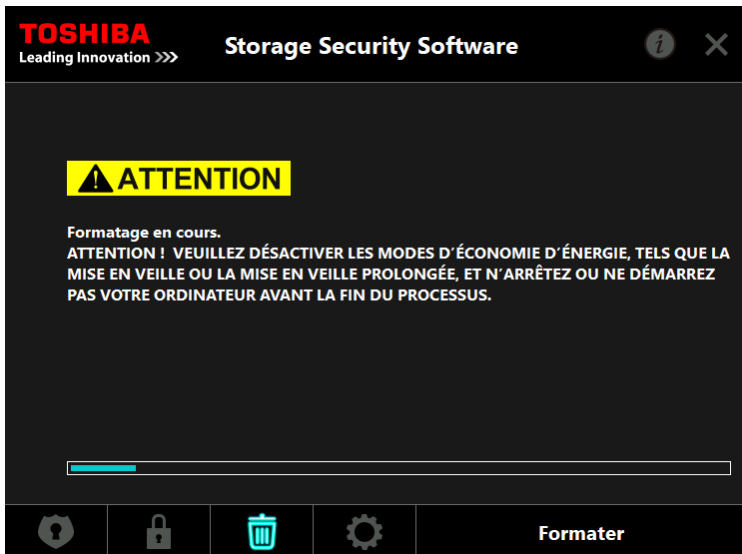 TOSHIBA
Leading Innovation >>>
Storage Security Software
ATTENTION
Formatage en cours.
ATTENTION ! VEUILLEZ DÉSACTIVER LES MODES D'ÉCONOMIE D'ÉNERGIE, TELS QUE LA
MISE EN VEILLE OU LA MISE EN VEILLE PROLONGÉE, ET N'ARRÊTEZ OU NE DÉMARREZ
PAS VOTRE ORDINATEUR AVANT LA FIN DU PROCESSUS.
Formater